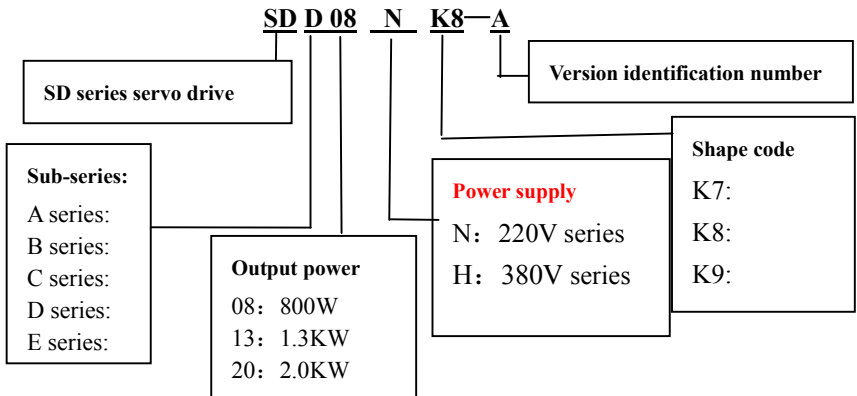 SD D 08 N K8—A
SD series servo drive
Version identification number
Sub-series:
A series:
B series:
C series:
D series:
E series:
Output power
08：800W
13：1.3KW
20：2.0KW
Power supply
N：220V series
H：380V series
Shape code
K7:
K8:
K9: